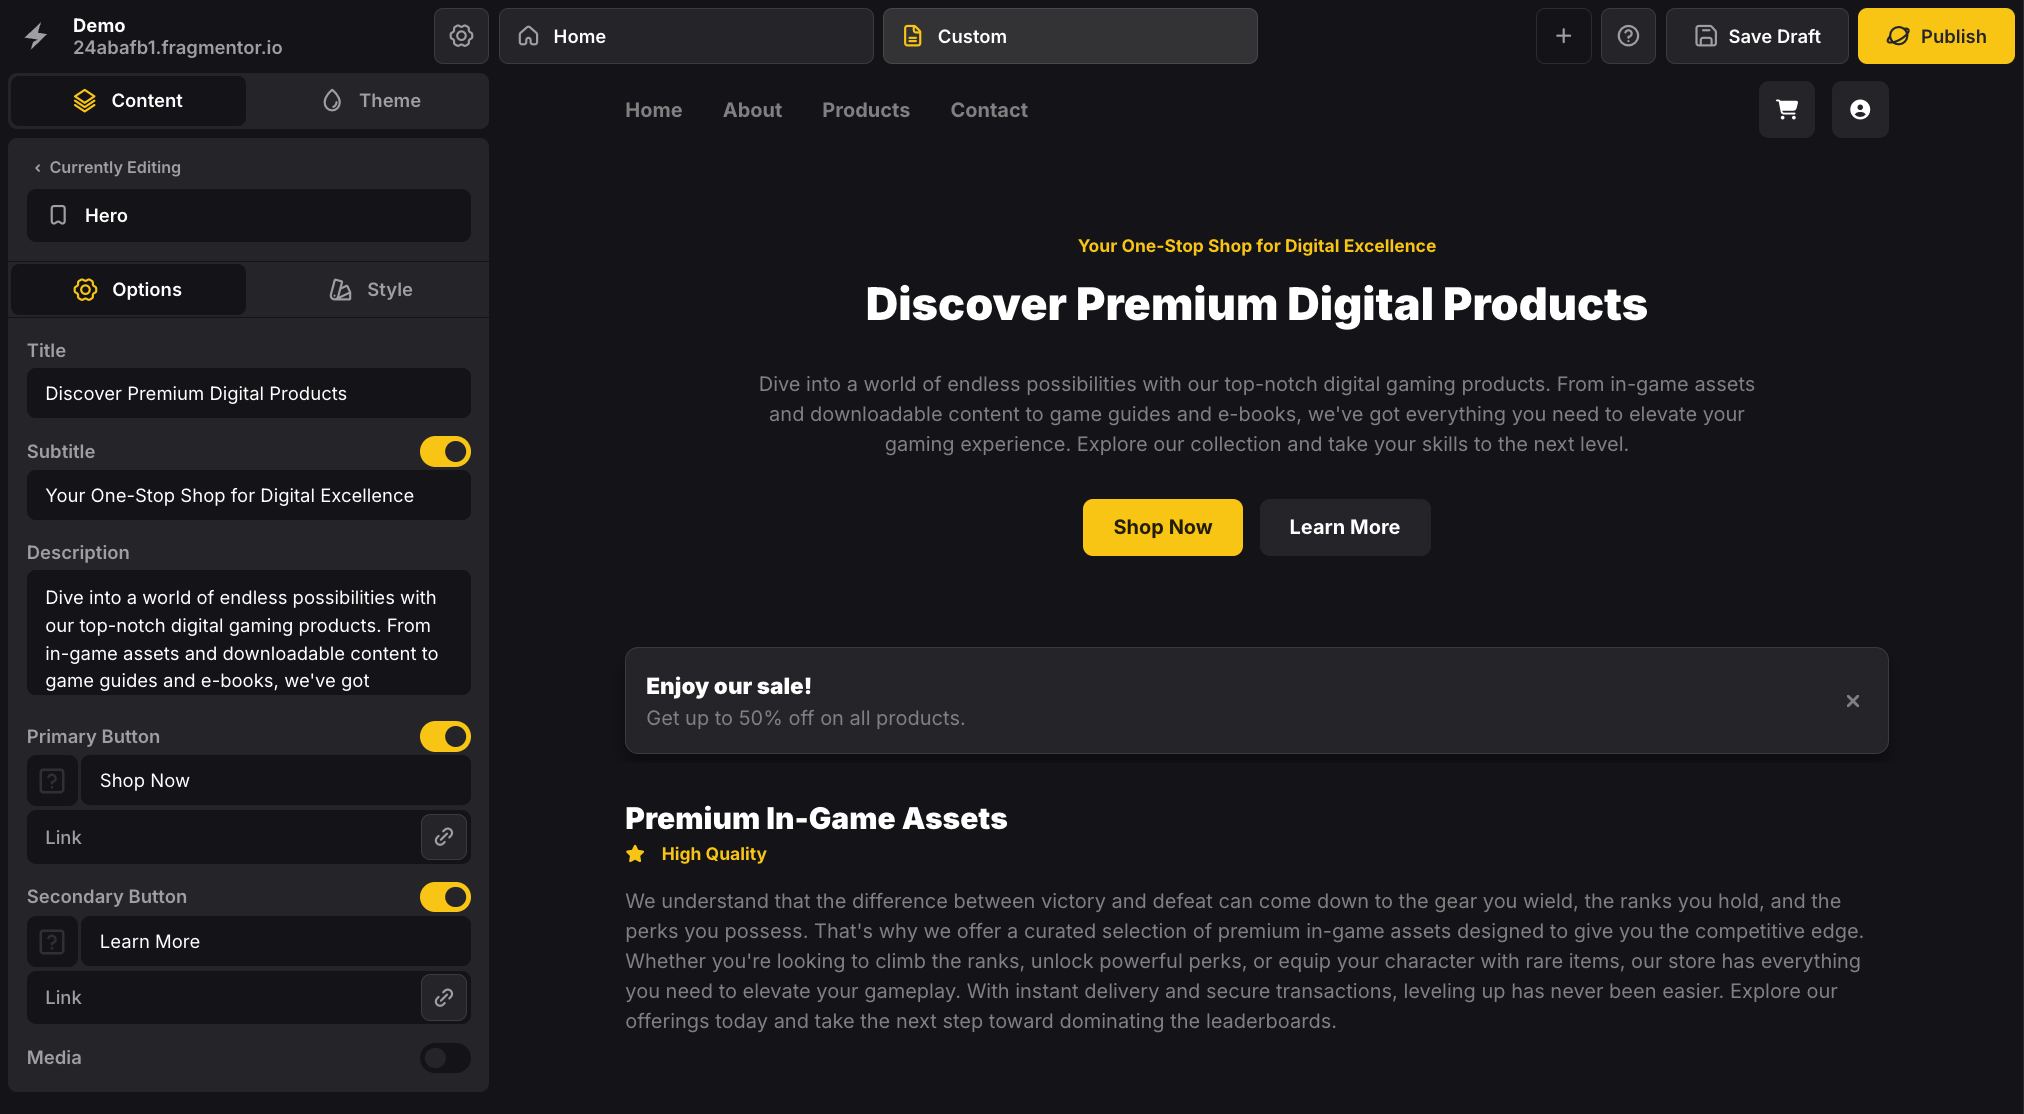 Demo
24abafb1.fragmentor.io
Home
Custom
Save Draft
Publish
Content
Theme
Currently Editing
Hero
Options
Style
Title
Discover Premium Digital Products
Subtitle
Your One-Stop Shop for Digital Excellence
Description
Dive into a world of endless possibilities with
our top-notch digital gaming products. From
in-game assets and downloadable content to
game guides and e-books, we've got
Primary Button
Shop Now
Link
Secondary Button
Learn More
Link
Media
Home
About
Products
Contact
Your One-Stop Shop for Digital Excellence
Discover Premium Digital Products
Dive into a world of endless possibilities with our top-notch digital gaming products. From in-game assets
and downloadable content to game guides and e-books, we've got everything you need to elevate your
gaming experience. Explore our collection and take your skills to the next level.
Shop Now
Learn More
Enjoy our sale!
Get up to 50% off on all products.
Premium In-Game Assets
High Quality
We understand that the difference between victory and defeat can come down to the gear you wield, the ranks you hold, and the
perks you possess. That's why we offer a curated selection of premium in-game assets designed to give you the competitive edge.
Whether you're looking to climb the ranks, unlock powerful perks, or equip your character with rare items, our store has everything
you need to elevate your gameplay. With instant delivery and secure transactions, leveling up has never been easier. Explore our
offerings today and take the next step toward dominating the leaderboards.